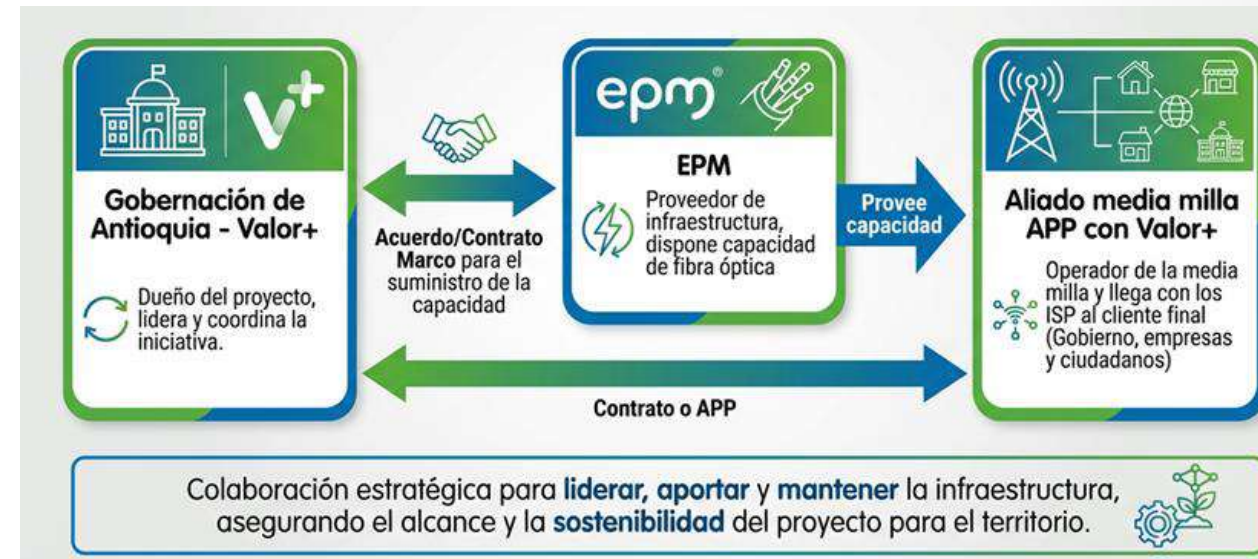 V+
Gobernación de
Antioquia - Valor+
Dueño del proyecto,
lidera y coordina la
iniciativa.
Acuerdo/Contrato
Marco para el
suministro de la
capacidad
epm®
EPM
Proveedor de
infraestructura,
dispone capacidad
de fibra óptica
Provee
capacidad
Aliado media milla
APP con Valor+
Operador de la media
milla y llega con los
ISP al cliente final
(Gobierno, empresas
y ciudadanos)
Contrato o APP
Colaboración estratégica para liderar, aportar y mantener la infraestructura,
asegurando el alcance y la sostenibilidad del proyecto para el territorio.